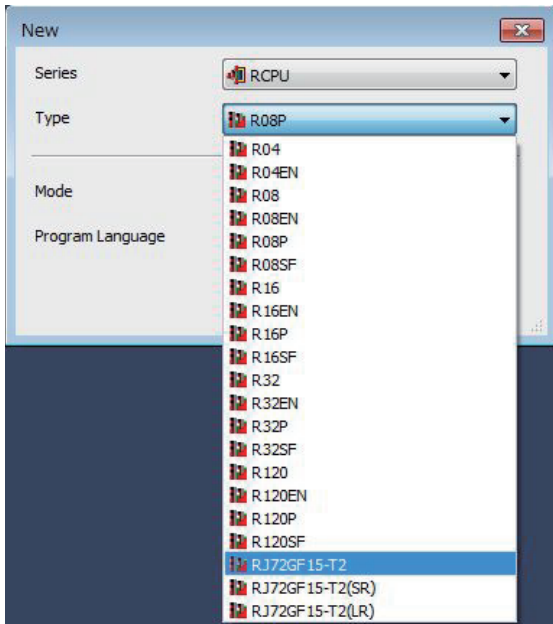 New
Series RCPU
Type R08P
R04
R04EN
R08
R08EN
Mode
R08P
Program Language
R08SF
R16
R16EN
R16P
R16SF
R32
R32EN
R32P
R32SF
R120
R120EN
R120P
R120SF
RJ72GF15-T2
RJ72GF15-T2(SR)
RJ72GF15-T2(LR)